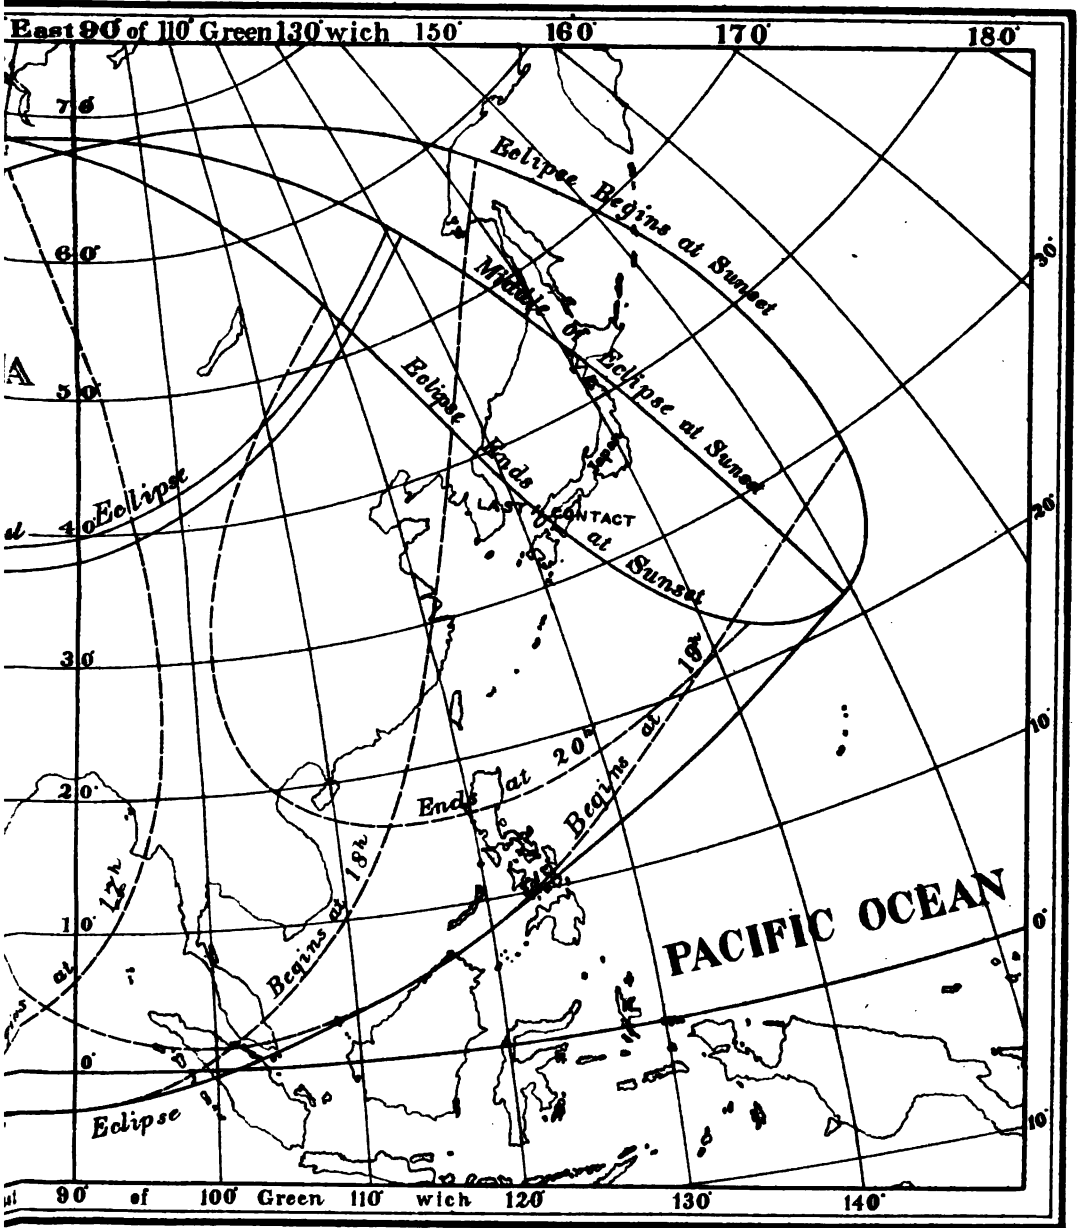 East 90° of 110° Green 130° wich 150° 160° 170° 180°
70°
Eclipse Begins at Sunset
60°
30°
Middle of Eclipse at Sunset
A
50°
Eclipse Ends at Sunset
Japan
Eclipse
40°
20°
LAST CONTACT
30°
19h
10°
Ends at 20h
Begins at
20°
18h
17h
PACIFIC OCEAN
10°
0°
Begins at
at
0°
Eclipse
10°
90° of 100° Green 110° wich 120° 130° 140°